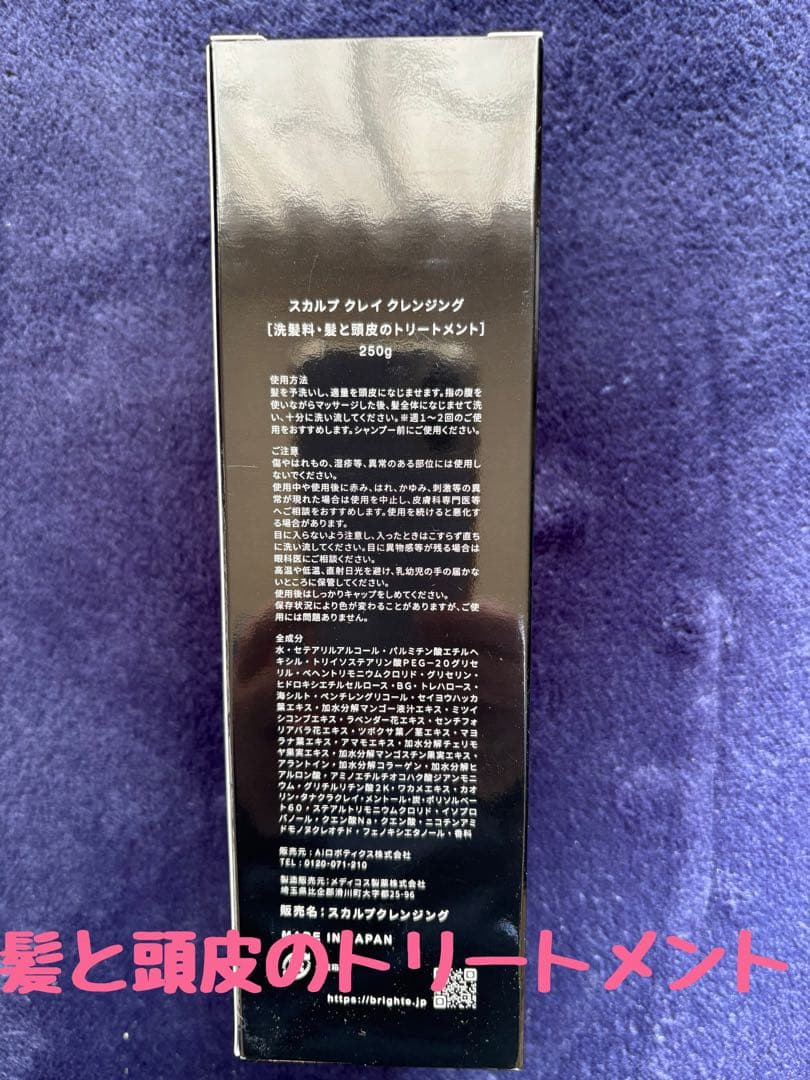 スカルプ クレイ クレンジング
[洗髪料・髪と頭皮のトリートメント]
250g
使用方法
髪を予洗いし、適量を頭皮になじませます。指の腹を
使いながらマッサージした後、髪全体になじませて洗
い、十分に洗い流してください。※週1〜2回のご使
用をおすすめします。シャンプー前にご使用ください。
ご注意
傷やはれもの、湿疹等、異常のある部位には使用し
ないでください。
使用中や使用後に赤み、はれ、かゆみ、刺激等の異
常が現れた場合は使用を中止し、皮膚科専門医等
へご相談をおすすめします。使用を続けると悪化す
る場合があります。
目に入らないよう注意し、入ったときはこすらず直ち
に洗い流してください。目に異物感等が残る場合は
眼科医にご相談ください。
高温や低温、直射日光を避け、乳幼児の手の届かな
いところに保管してください。
使用後はしっかりキャップをしめてください。
保存状況により色が変わることがありますが、ご使
用には問題ありません。
全成分
水・セテアリルアルコール・パルミチン酸エチルヘ
キシル・トリイソステアリン酸PEG-20グリセ
リル・ベヘントリモニウムクロリド・グリセリン・
ヒドロキシエチルセルロース・BG・トレハロース・
海シルト・ペンチレングリコール・セイヨウハッカ
葉エキス・加水分解マンゴー液汁エキス・ミツイ
シコンブエキス・ラベンダー花エキス・センチフォ
リアバラ花エキス・ツボクサ葉/茎エキス・マヨ
ラナ葉エキス・アマモエキス・加水分解チェリモ
ヤ果実エキス・加水分解マンゴスチン果実エキス・
アラントイン・加水分解コラーゲン・加水分解ヒ
アルロン酸・アミノエチルチオコハク酸ジアンモニ
ウム・グリチルリチン酸2K・ワカメエキス・カオ
リン・タナクラクレイ・メントール・炭・ポリソルベー
ト60・ステアルトリモニウムクロリド・イソプロ
パノール・クエン酸Na・クエン酸・ニコチンアミ
ドモノヌクレオチド・フェノキシエタノール・香料
販売元:Aiロボティクス株式会社
TEL:0120-071-210
製造販売元:メディコス製薬株式会社
埼玉県比企郡滑川町大字都25-96
販売名:スカルプクレンジング
MADE IN JAPAN
髪と頭皮のトリートメント
https://brighte.jp